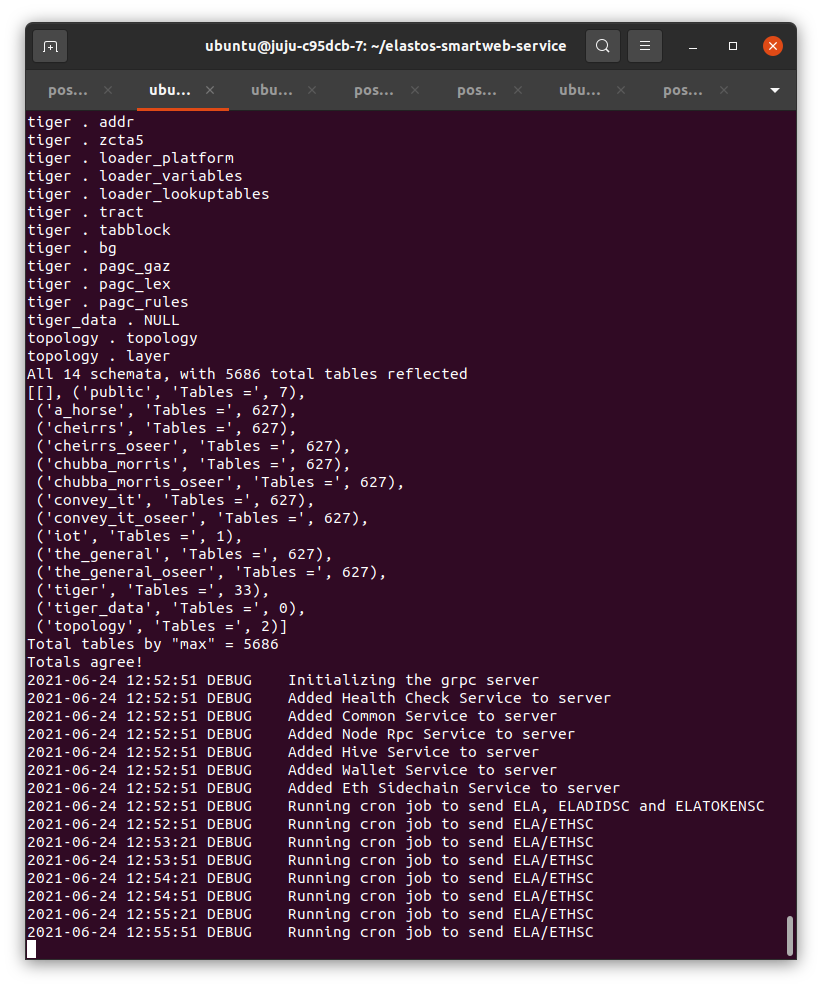 ubuntu@juju-c95dcb-7: ~/elastos-smartweb-service
pos... ubu... ubu... pos... pos... ubu... pos...
tiger . addr
tiger . zcta5
tiger . loader_platform
tiger . loader_variables
tiger . loader_lookuptables
tiger . tract
tiger . tabblock
tiger . bg
tiger . pagc_gaz
tiger . pagc_lex
tiger . pagc_rules
tiger_data . NULL
topology . topology
topology . layer
All 14 schemata, with 5686 total tables reflected
[[], ('public', 'Tables =', 7),
 ('a_horse', 'Tables =', 627),
 ('cheirrs', 'Tables =', 627),
 ('cheirrs_oseer', 'Tables =', 627),
 ('chubba_morris', 'Tables =', 627),
 ('chubba_morris_oseer', 'Tables =', 627),
 ('convey_it', 'Tables =', 627),
 ('convey_it_oseer', 'Tables =', 627),
 ('iot', 'Tables =', 1),
 ('the_general', 'Tables =', 627),
 ('the_general_oseer', 'Tables =', 627),
 ('tiger', 'Tables =', 33),
 ('tiger_data', 'Tables =', 0),
 ('topology', 'Tables =', 2)]
Total tables by "max" = 5686
Totals agree!
2021-06-24 12:52:51 DEBUG    Initializing the grpc server
2021-06-24 12:52:51 DEBUG    Added Health Check Service to server
2021-06-24 12:52:51 DEBUG    Added Common Service to server
2021-06-24 12:52:51 DEBUG    Added Node Rpc Service to server
2021-06-24 12:52:51 DEBUG    Added Hive Service to server
2021-06-24 12:52:51 DEBUG    Added Wallet Service to server
2021-06-24 12:52:51 DEBUG    Added Eth Sidechain Service to server
2021-06-24 12:52:51 DEBUG    Running cron job to send ELA, ELADIDSC and ELATOKENSC
2021-06-24 12:52:51 DEBUG    Running cron job to send ELA/ETHSC
2021-06-24 12:53:21 DEBUG    Running cron job to send ELA/ETHSC
2021-06-24 12:53:51 DEBUG    Running cron job to send ELA/ETHSC
2021-06-24 12:54:21 DEBUG    Running cron job to send ELA/ETHSC
2021-06-24 12:54:51 DEBUG    Running cron job to send ELA/ETHSC
2021-06-24 12:55:21 DEBUG    Running cron job to send ELA/ETHSC
2021-06-24 12:55:51 DEBUG    Running cron job to send ELA/ETHSC